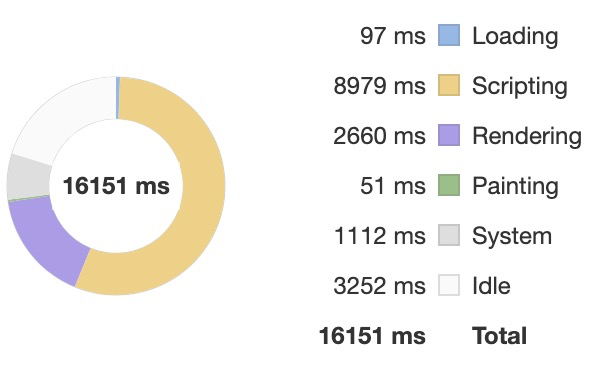 97 ms Loading
8979 ms Scripting
2660 ms Rendering
51 ms Painting
1112 ms System
3252 ms Idle
16151 ms Total
16151 ms